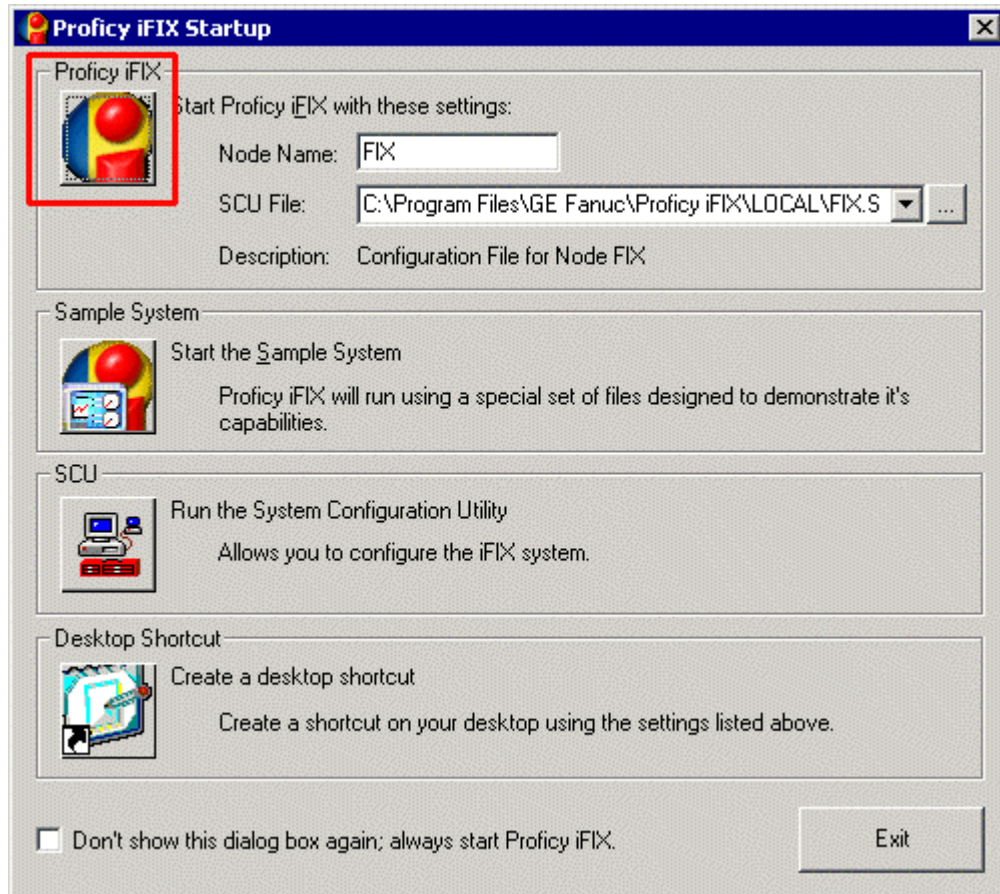 Proficy iFIX Startup
Proficy iFIX
Start Proficy iFIX with these settings:
Node Name: FIX
SCU File: C:\Program Files\GE Fanuc\Proficy iFIX\LOCAL\FIX.S ...
Description: Configuration File for Node FIX
Sample System
Start the Sample System
Proficy iFIX will run using a special set of files designed to demonstrate it's
capabilities.
SCU
Run the System Configuration Utility
Allows you to configure the iFIX system.
Desktop Shortcut
Create a desktop shortcut
Create a shortcut on your desktop using the settings listed above.
Don't show this dialog box again; always start Proficy iFIX.
Exit